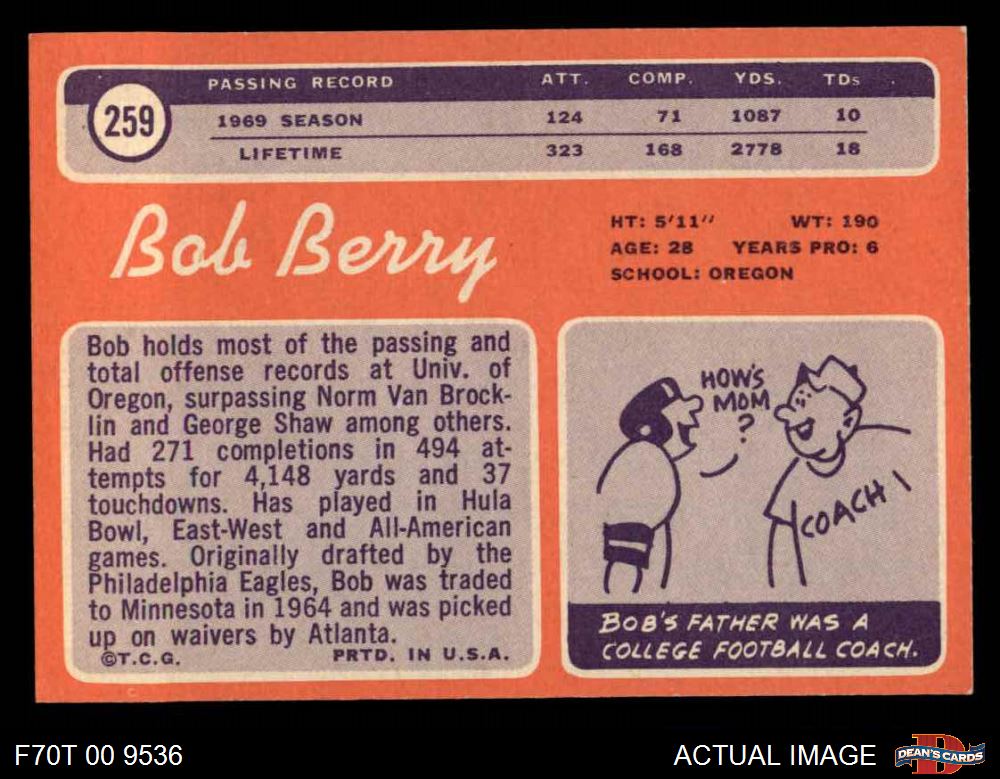 259
PASSING RECORD ATT. COMP. YDS. TDs
1969 SEASON 124 71 1087 10
LIFETIME 323 168 2778 18
Bob Berry
HT: 5'11" WT: 190
AGE: 28 YEARS PRO: 6
SCHOOL: OREGON
Bob holds most of the passing and
total offense records at Univ. of
Oregon, surpassing Norm Van Brock-
lin and George Shaw among others.
Had 271 completions in 494 at-
tempts for 4,148 yards and 37
touchdowns. Has played in Hula
Bowl, East-West and All-American
games. Originally drafted by the
Philadelphia Eagles, Bob was traded
to Minnesota in 1964 and was picked
up on waivers by Atlanta.
©T.C.G. PRTD. IN U.S.A.
HOW'S
MOM
?
COACH
BOB'S FATHER WAS A
COLLEGE FOOTBALL COACH.
F70T 00 9536
ACTUAL IMAGE
D
DEAN'S CARDS